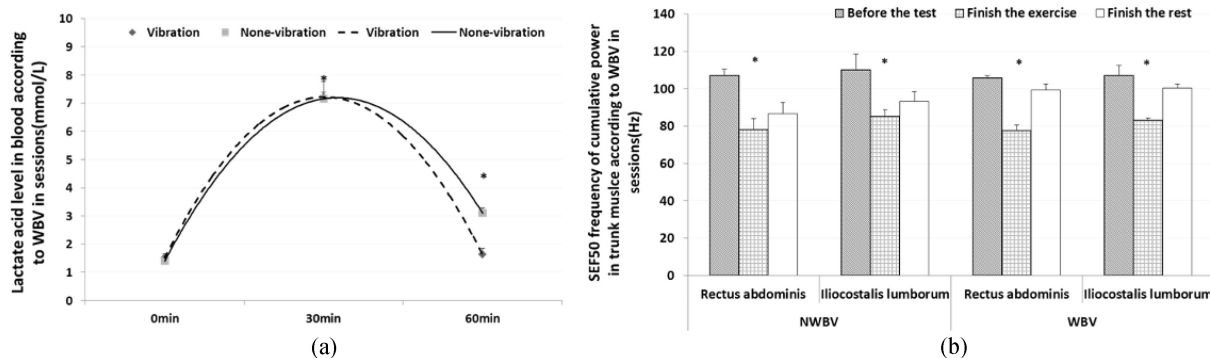 Lactate acid level in blood according
to WBV in sessions(mmol/L)
10
9
8
7
6
5
4
3
2
1
0
Vibration
None-vibration
Vibration
None-vibration
*
*
0min
30min
60min
(a)
SEF50 frequency of cumulative power
in trunk muslce according to WBV in
sessions(Hz)
140
120
100
80
60
40
20
0
Before the test
Finish the exercise
Finish the rest
*
*
*
*
Rectus abdominis
Iliocostalis lumborum
Rectus abdominis
Iliocostalis lumborum
NWBV
WBV
(b)